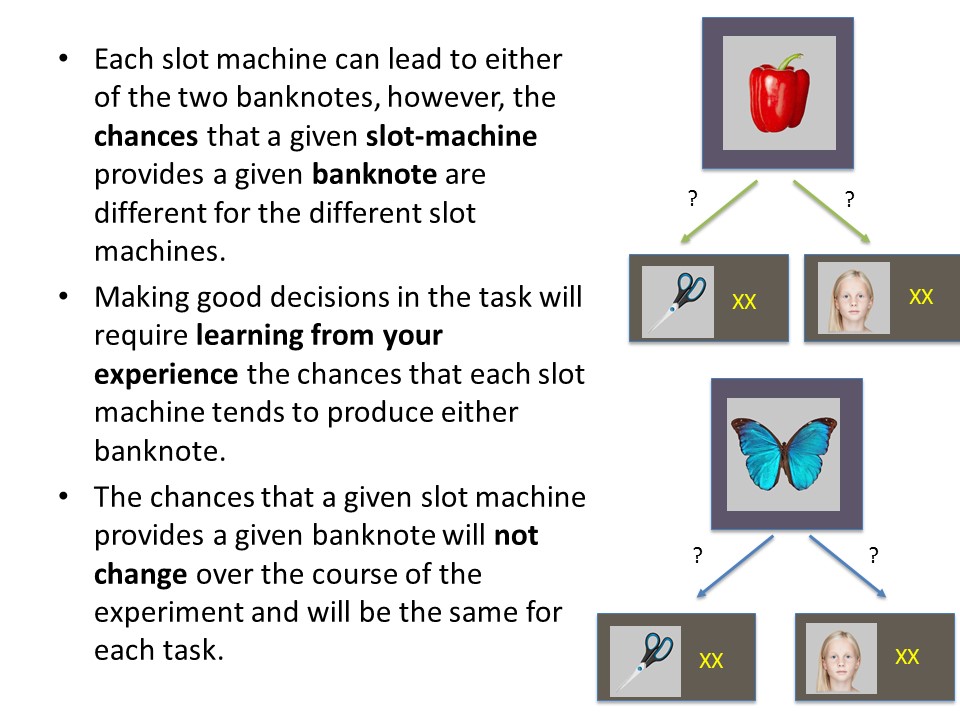 • Each slot machine can lead to either
of the two banknotes, however, the
chances that a given slot-machine
provides a given banknote are
different for the different slot
machines.
• Making good decisions in the task will
require learning from your
experience the chances that each slot
machine tends to produce either
banknote.
• The chances that a given slot machine
provides a given banknote will not
change over the course of the
experiment and will be the same for
each task.
? ?
XX XX
? ?
XX XX